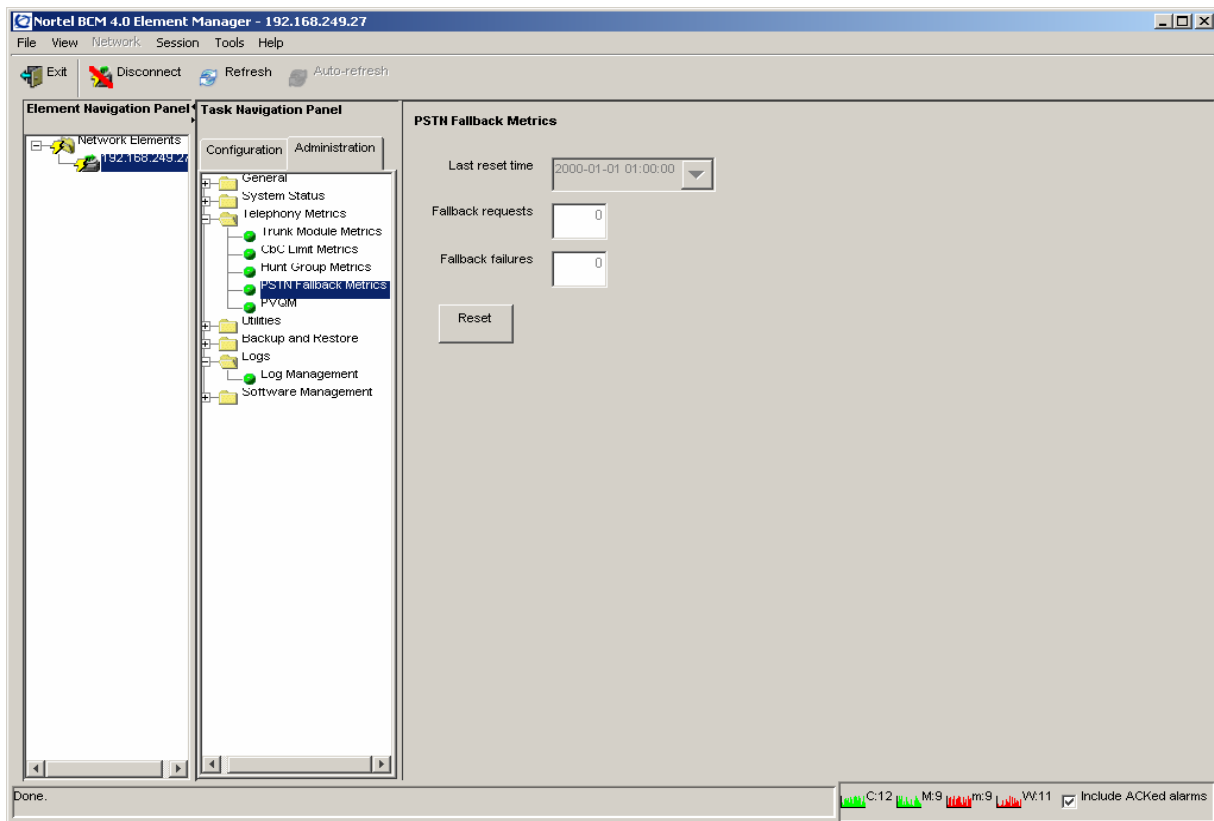 Nortel BCM 4.0 Element Manager - 192.168.249.27
File View Network Session Tools Help
Exit Disconnect Refresh Auto-refresh
Element Navigation Panel
Network Elements
192.168.249.27
Task Navigation Panel
Configuration Administration
General
System Status
Telephony Metrics
Trunk Module Metrics
CbC Limit Metrics
Hunt Group Metrics
PSTN Fallback Metrics
PVQM
Utilities
Backup and Restore
Logs
Log Management
Software Management
PSTN Fallback Metrics
Last reset time 2000-01-01 01:00:00
Fallback requests 0
Fallback failures 0
Reset
Done.
C:12 M:9 m:9 W:11 Include ACKed alarms